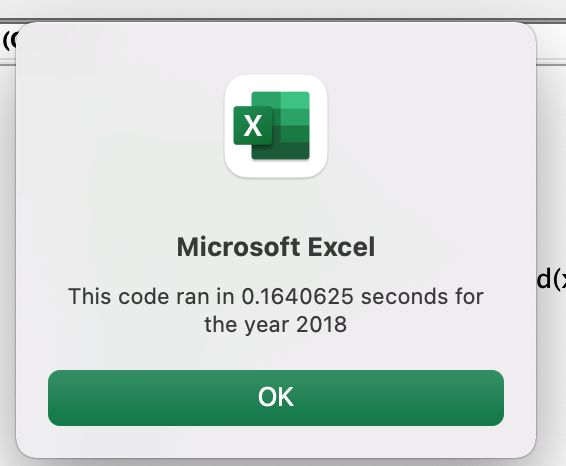 (
X
Microsoft Excel
This code ran in 0.1640625 seconds for
the year 2018
d(
OK